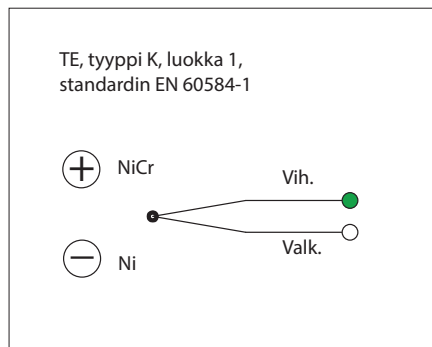 TE, tyyppi K, luokka 1,
standardin EN 60584-1
+ NiCr
Vih.
Valk.
− Ni